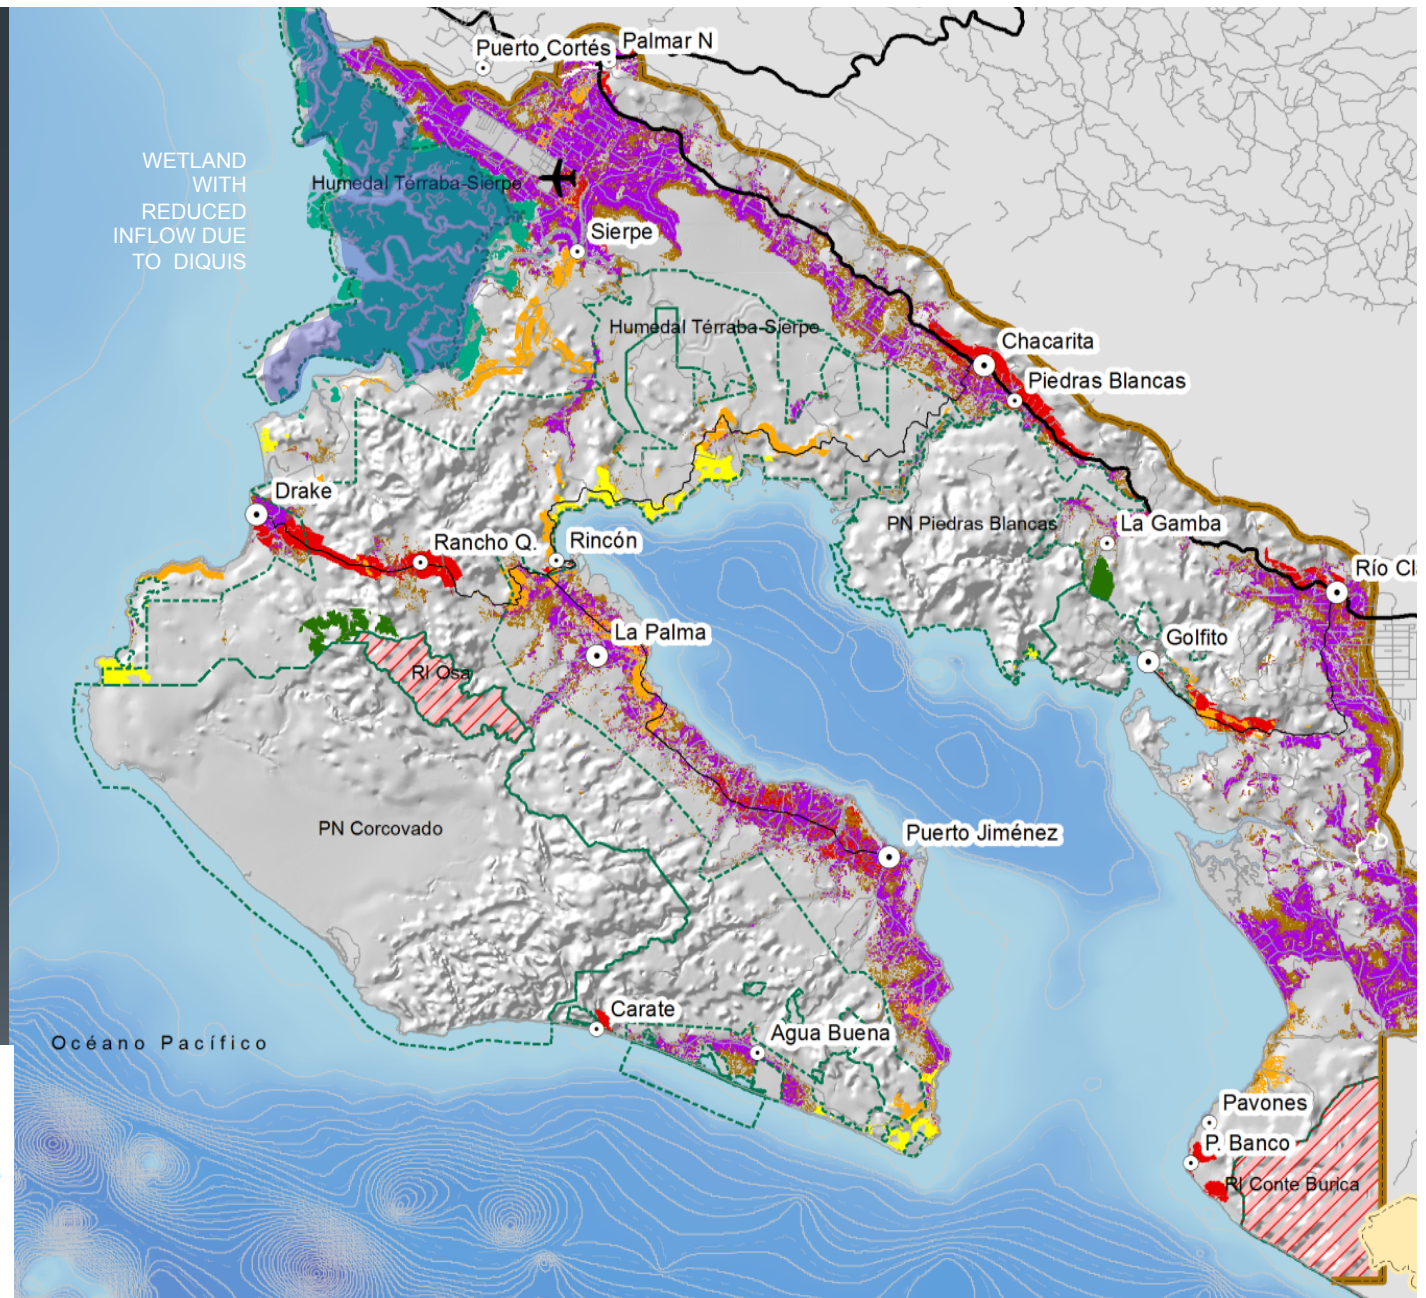 Puerto Cortés
Palmar N
WETLAND
WITH
REDUCED
INFLOW DUE
TO DIQUIS
Humedal Térraba-Sierpe
Sierpe
Humedal Térraba-Sierpe
Chacarita
Piedras Blancas
Drake
Rancho Q.
Rincón
PN Piedras Blancas
La Gamba
Río Cla
La Palma
Golfito
RI Osa
PN Corcovado
Puerto Jiménez
Carate
Agua Buena
Océano Pacífico
Pavones
P. Banco
RI Conte Burica